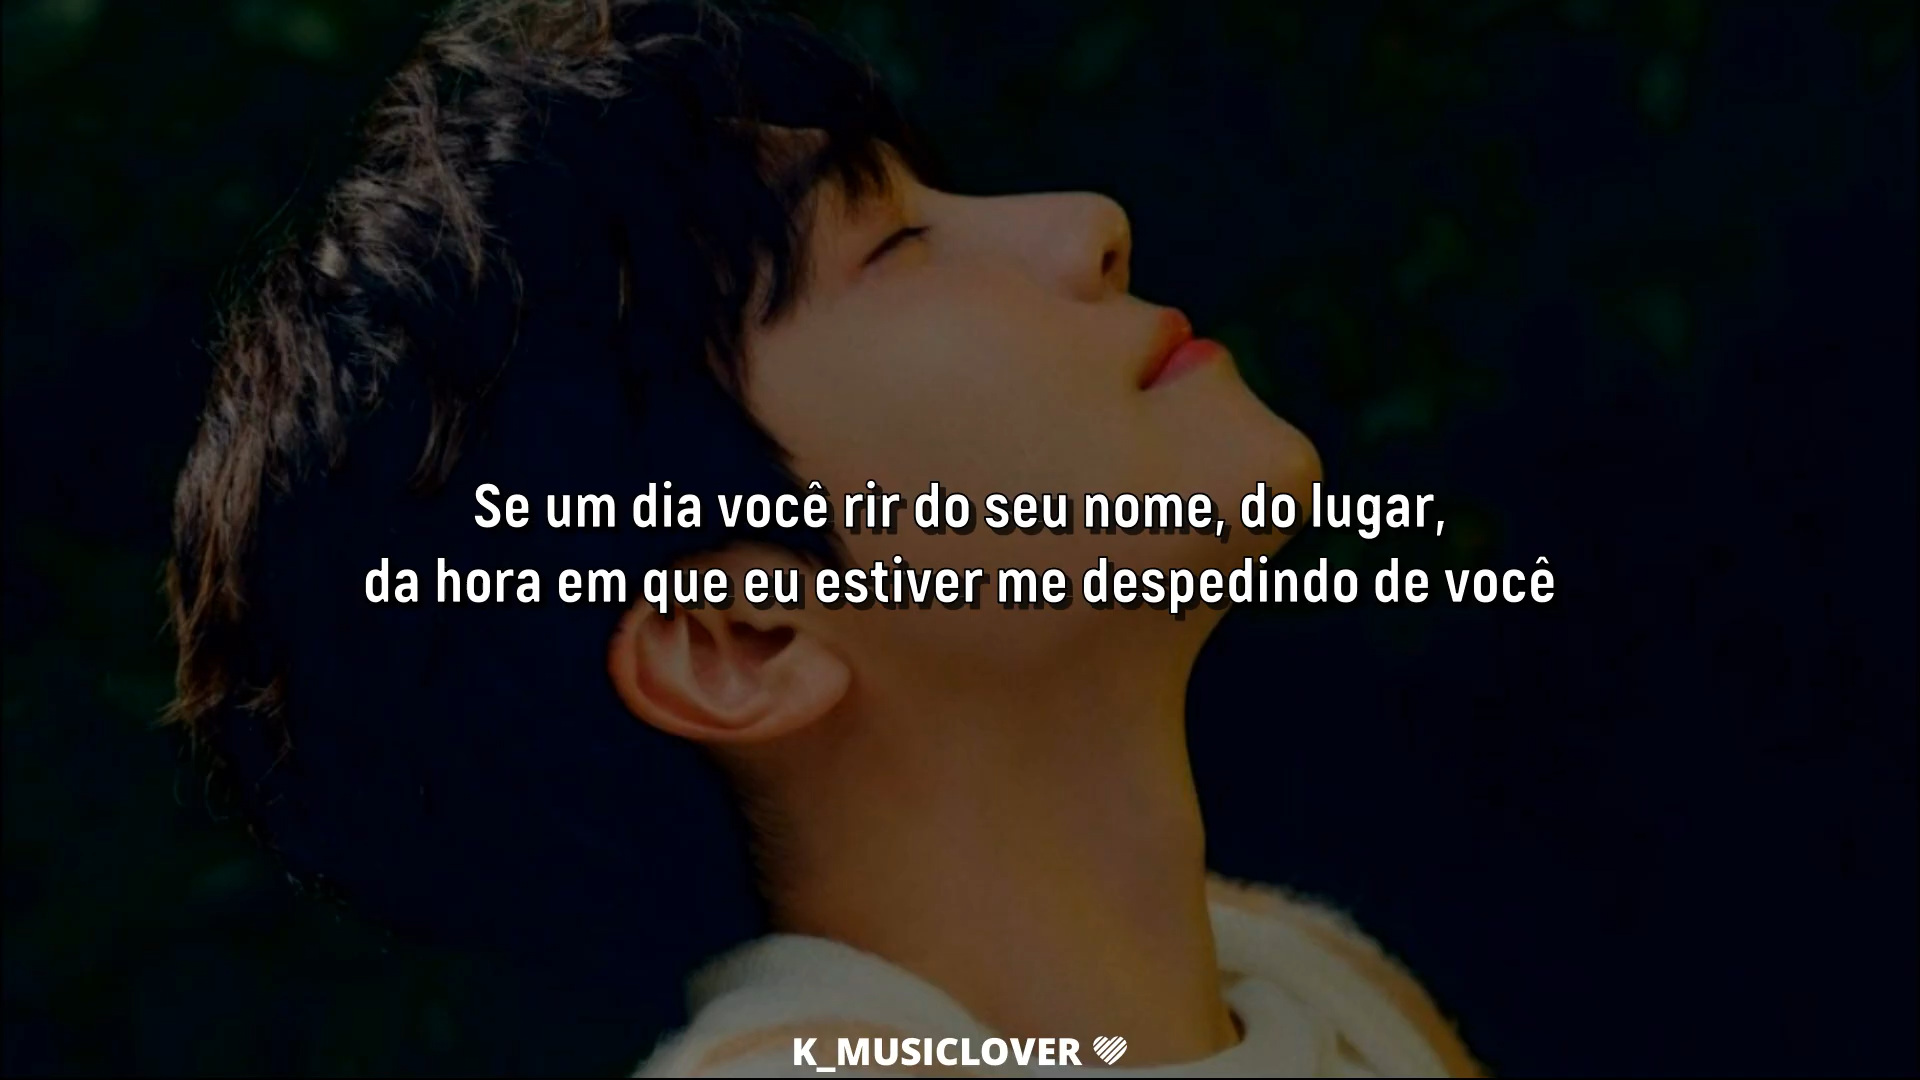 Se um dia você rir do seu nome, do lugar,
da hora em que eu estiver me despedindo de você
K_MUSICLOVER